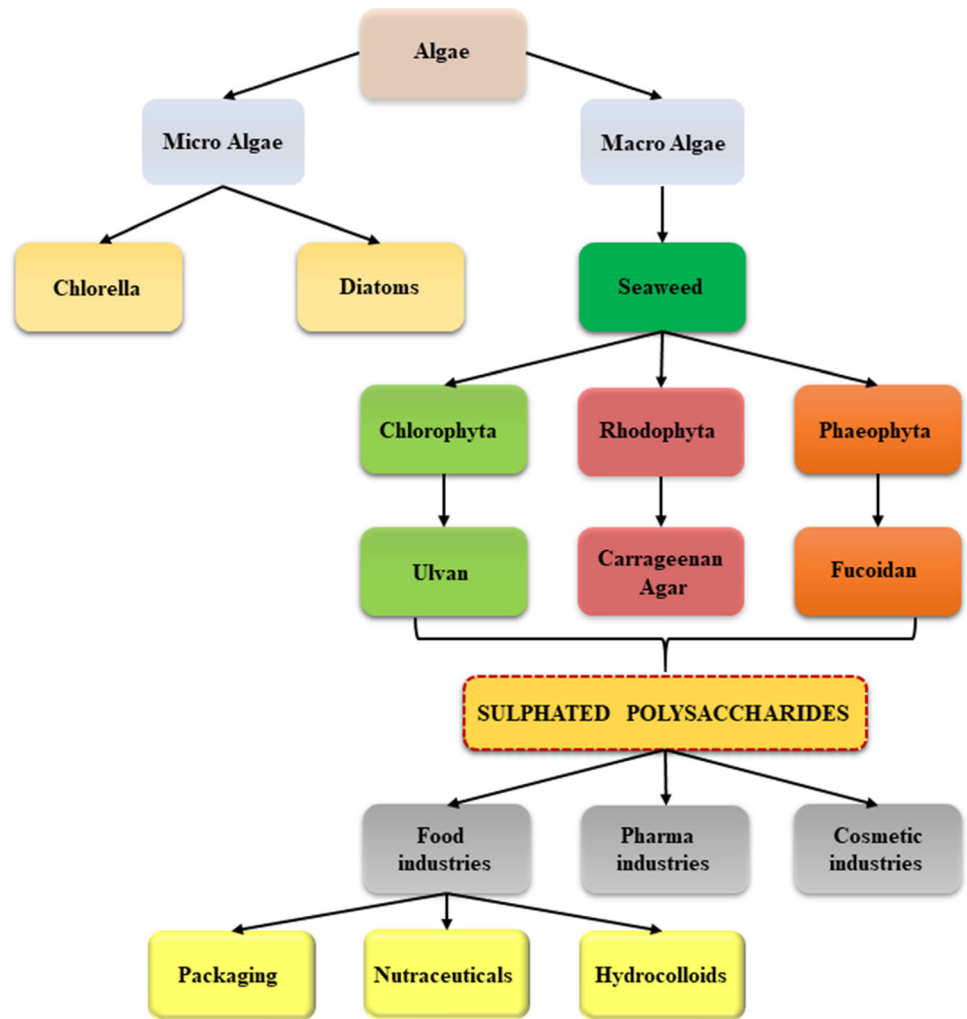 Algae
Micro Algae
Macro Algae
Chlorella
Diatoms
Seaweed
Chlorophyta
Rhodophyta
Phaeophyta
Ulvan
Carrageenan
Agar
Fucoidan
SULPHATED POLYSACCHARIDES
Food
industries
Pharma
industries
Cosmetic
industries
Packaging
Nutraceuticals
Hydrocolloids